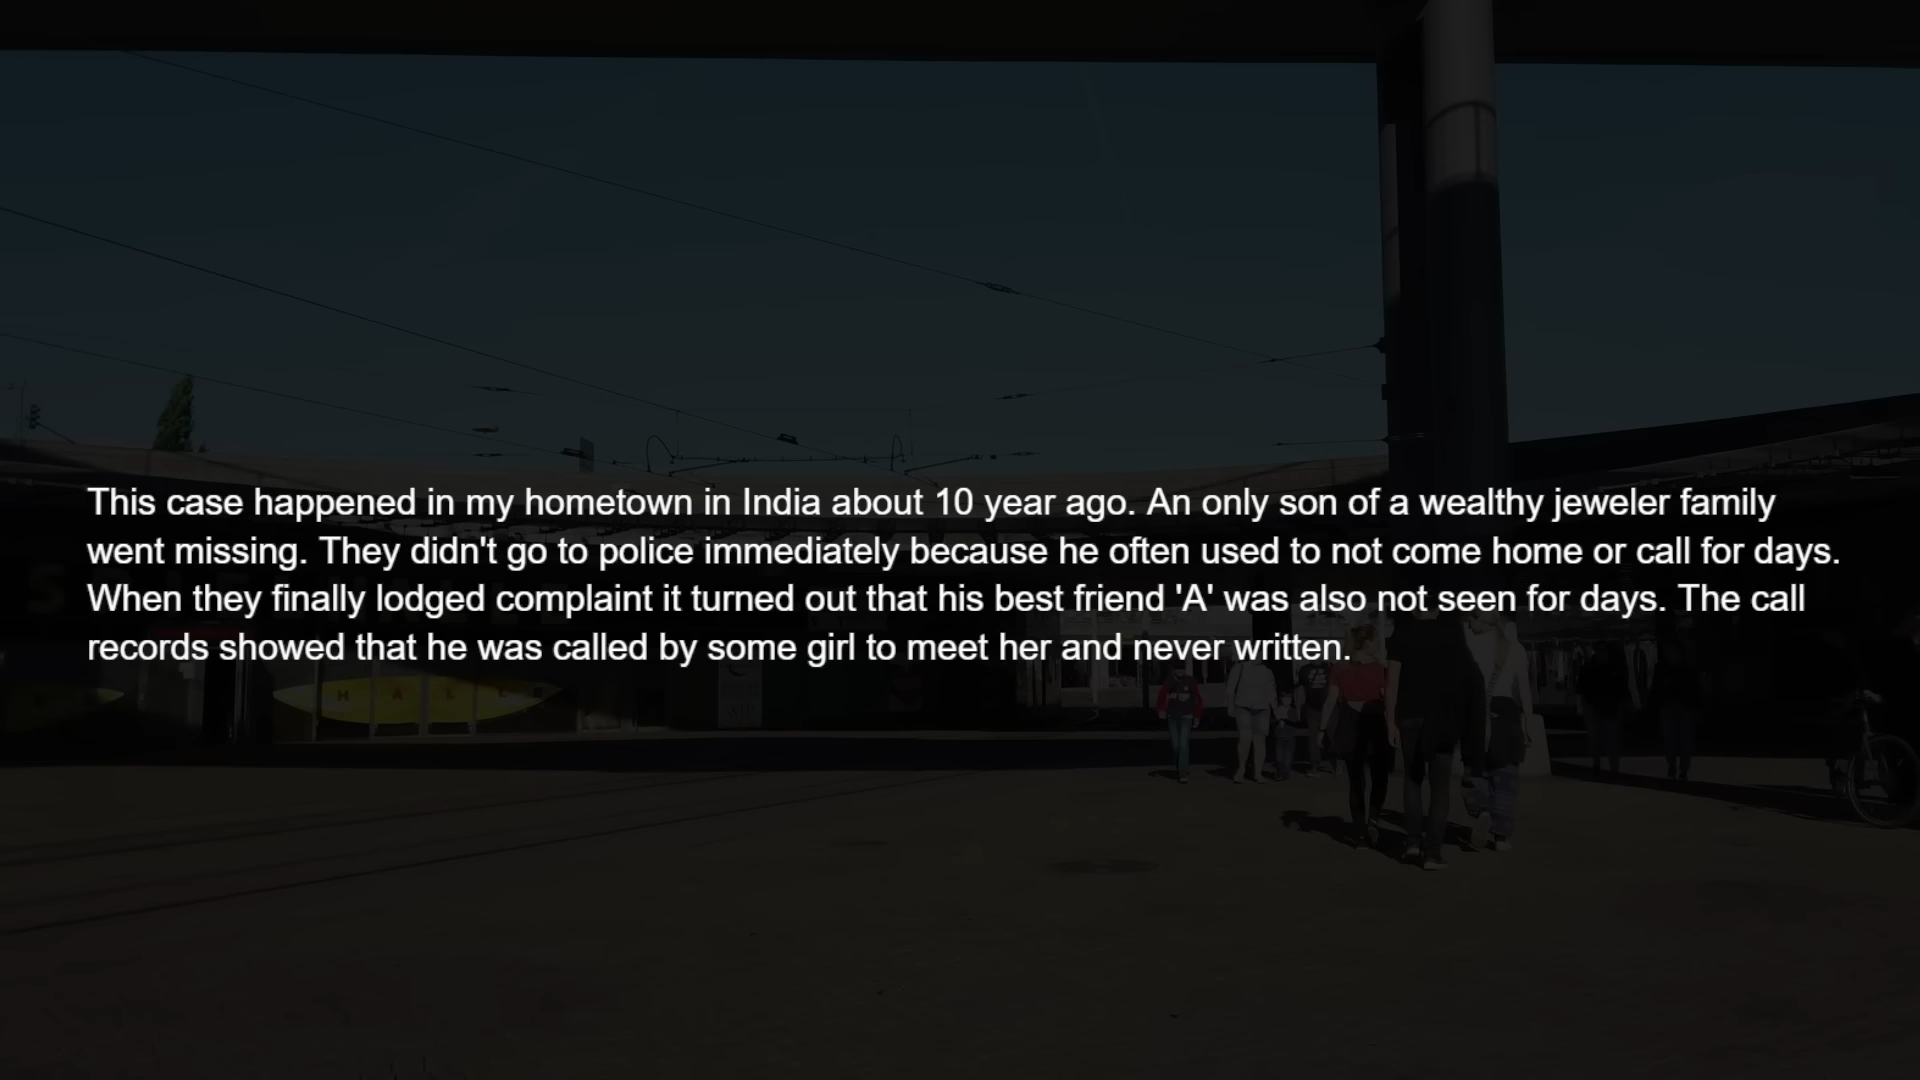 This case happened in my hometown in India about 10 year ago. An only son of a wealthy jeweler family
went missing. They didn't go to police immediately because he often used to not come home or call for days.
When they finally lodged complaint it turned out that his best friend 'A' was also not seen for days. The call
records showed that he was called by some girl to meet her and never written.
HALL